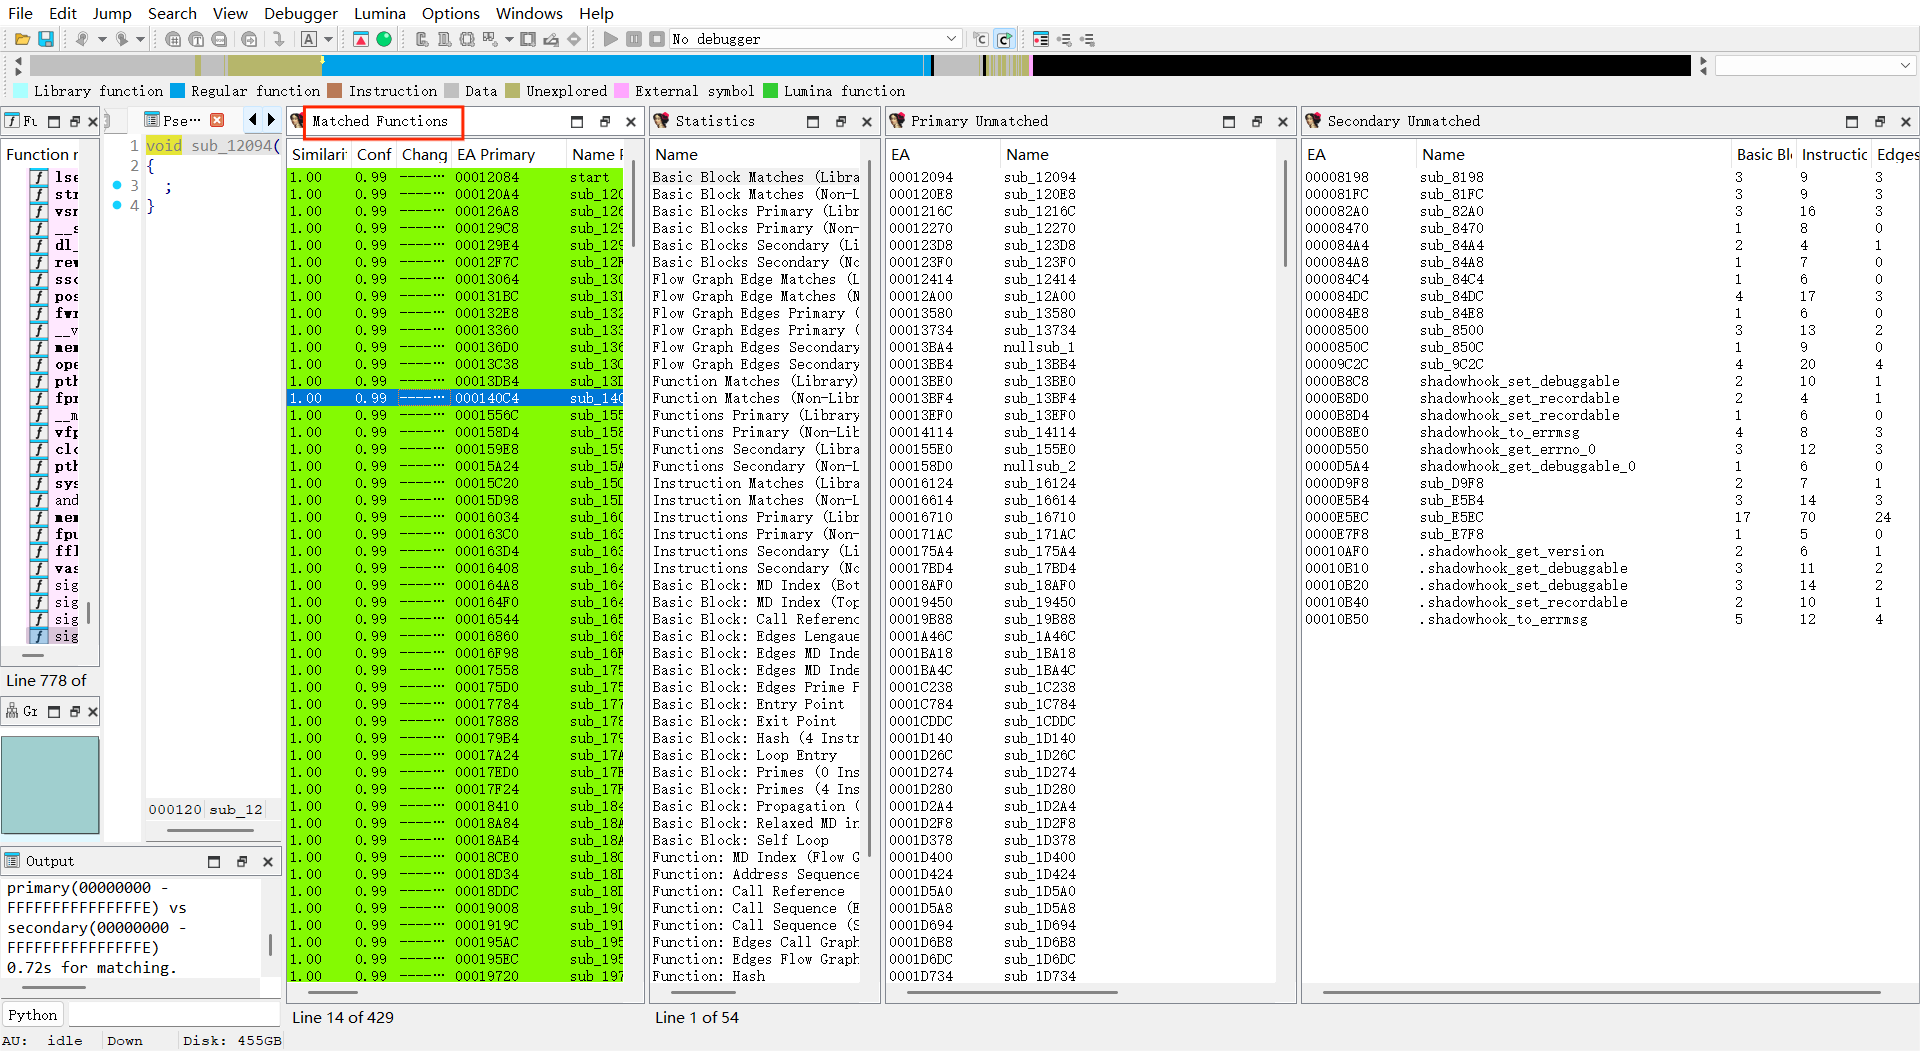 File Edit Jump Search View Debugger Lumina Options Windows Help
No debugger
Library function Regular function Instruction Data Unexplored External symbol Lumina function
Function r
lse
str
vsr
__s
dl_
rew
ssc
pos
fwr
__v
mem
ope
pth
fpr
__m
vfp
clo
pth
sys
and
mem
fpu
ffl
vas
sig
sig
sig
sig
Line 778 of
Gr
Pse···
1 void sub_12094(
2 {
3 ;
4 }
000120 sub_12
Output
primary(00000000 -
FFFFFFFFFFFFFFFE) vs
secondary(00000000 -
FFFFFFFFFFFFFFFE)
0.72s for matching.
Python
AU: idle Down Disk: 455GB
Matched Functions
Similari Conf Chang EA Primary Name F
1.00 0.99 ----··· 00012084 start
1.00 0.99 ----··· 000120A4 sub_120
1.00 0.99 ----··· 000126A8 sub_126
1.00 0.99 ----··· 000129C8 sub_129
1.00 0.99 ----··· 000129E4 sub_129
1.00 0.99 ----··· 00012F7C sub_12F
1.00 0.99 ----··· 00013064 sub_130
1.00 0.99 ----··· 000131BC sub_131
1.00 0.99 ----··· 000132E8 sub_132
1.00 0.99 ----··· 00013360 sub_133
1.00 0.99 ----··· 000136D0 sub_136
1.00 0.99 ----··· 00013C38 sub_13C
1.00 0.99 ----··· 00013DB4 sub_13D
1.00 0.99 ----··· 000140C4 sub_140
1.00 0.99 ----··· 0001556C sub_155
1.00 0.99 ----··· 000158D4 sub_158
1.00 0.99 ----··· 000159E8 sub_159
1.00 0.99 ----··· 00015A24 sub_15A
1.00 0.99 ----··· 00015C20 sub_15C
1.00 0.99 ----··· 00015D98 sub_15D
1.00 0.99 ----··· 00016034 sub_160
1.00 0.99 ----··· 000163C0 sub_163
1.00 0.99 ----··· 000163D4 sub_163
1.00 0.99 ----··· 00016408 sub_164
1.00 0.99 ----··· 000164A8 sub_164
1.00 0.99 ----··· 000164F0 sub_164
1.00 0.99 ----··· 00016544 sub_165
1.00 0.99 ----··· 00016860 sub_168
1.00 0.99 ----··· 00016F98 sub_16F
1.00 0.99 ----··· 00017558 sub_175
1.00 0.99 ----··· 000175D0 sub_175
1.00 0.99 ----··· 00017784 sub_177
1.00 0.99 ----··· 00017888 sub_178
1.00 0.99 ----··· 000179B4 sub_179
1.00 0.99 ----··· 00017A24 sub_17A
1.00 0.99 ----··· 00017ED0 sub_17E
1.00 0.99 ----··· 00017F24 sub_17F
1.00 0.99 ----··· 00018410 sub_184
1.00 0.99 ----··· 00018A84 sub_18A
1.00 0.99 ----··· 00018AB4 sub_18A
1.00 0.99 ----··· 00018CE0 sub_18C
1.00 0.99 ----··· 00018D34 sub_18D
1.00 0.99 ----··· 00018DDC sub_18D
1.00 0.99 ----··· 00019008 sub_190
1.00 0.99 ----··· 0001919C sub_191
1.00 0.99 ----··· 000195AC sub_195
1.00 0.99 ----··· 000195EC sub_195
1.00 0.99 ----··· 00019720 sub_197
Line 14 of 429
Statistics
Name
Basic Block Matches (Libra
Basic Block Matches (Non-L
Basic Blocks Primary (Libr
Basic Blocks Primary (Non-
Basic Blocks Secondary (Li
Basic Blocks Secondary (No
Flow Graph Edge Matches (L
Flow Graph Edge Matches (N
Flow Graph Edges Primary (
Flow Graph Edges Primary (
Flow Graph Edges Secondary
Flow Graph Edges Secondary
Function Matches (Library)
Function Matches (Non-Libr
Functions Primary (Library
Functions Primary (Non-Lib
Functions Secondary (Libra
Functions Secondary (Non-L
Instruction Matches (Libra
Instruction Matches (Non-L
Instructions Primary (Libr
Instructions Primary (Non-
Instructions Secondary (Li
Instructions Secondary (No
Basic Block: MD Index (Bot
Basic Block: MD Index (Top
Basic Block: Call Referenc
Basic Block: Edges Lengaue
Basic Block: Edges MD Inde
Basic Block: Edges MD Inde
Basic Block: Edges Prime P
Basic Block: Entry Point
Basic Block: Exit Point
Basic Block: Hash (4 Instr
Basic Block: Loop Entry
Basic Block: Primes (0 Ins
Basic Block: Primes (4 Ins
Basic Block: Propagation (
Basic Block: Relaxed MD in
Basic Block: Self Loop
Function: MD Index (Flow G
Function: Address Sequence
Function: Call Reference
Function: Call Sequence (E
Function: Call Sequence (S
Function: Edges Call Graph
Function: Edges Flow Graph
Function: Hash
Line 1 of 54
Primary Unmatched
EA Name
00012094 sub_12094
000120E8 sub_120E8
0001216C sub_1216C
00012270 sub_12270
000123D8 sub_123D8
000123F0 sub_123F0
00012414 sub_12414
00012A00 sub_12A00
00013580 sub_13580
00013734 sub_13734
00013BA4 nullsub_1
00013BB4 sub_13BB4
00013BE0 sub_13BE0
00013BF4 sub_13BF4
00013EF0 sub_13EF0
00014114 sub_14114
000155E0 sub_155E0
000158D0 nullsub_2
00016124 sub_16124
00016614 sub_16614
00016710 sub_16710
000171AC sub_171AC
000175A4 sub_175A4
00017BD4 sub_17BD4
00018AF0 sub_18AF0
00019450 sub_19450
00019B88 sub_19B88
0001A46C sub_1A46C
0001BA18 sub_1BA18
0001BA4C sub_1BA4C
0001C238 sub_1C238
0001C784 sub_1C784
0001CDDC sub_1CDDC
0001D140 sub_1D140
0001D26C sub_1D26C
0001D274 sub_1D274
0001D280 sub_1D280
0001D2A4 sub_1D2A4
0001D2F8 sub_1D2F8
0001D378 sub_1D378
0001D400 sub_1D400
0001D424 sub_1D424
0001D5A0 sub_1D5A0
0001D5A8 sub_1D5A8
0001D694 sub_1D694
0001D6B8 sub_1D6B8
0001D6DC sub_1D6DC
0001D734 sub_1D734
Secondary Unmatched
EA Name Basic Bl Instructic Edges
00008198 sub_8198 3 9 3
000081FC sub_81FC 3 9 3
000082A0 sub_82A0 3 16 3
00008470 sub_8470 1 8 0
000084A4 sub_84A4 2 4 1
000084A8 sub_84A8 1 7 0
000084C4 sub_84C4 1 6 0
000084DC sub_84DC 4 17 3
000084E8 sub_84E8 1 6 0
00008500 sub_8500 3 13 2
0000850C sub_850C 1 9 0
00009C2C sub_9C2C 4 20 4
0000B8C8 shadowhook_set_debuggable 2 10 1
0000B8D0 shadowhook_get_recordable 2 4 1
0000B8D4 shadowhook_set_recordable 1 6 0
0000B8E0 shadowhook_to_errmsg 4 8 3
0000D550 shadowhook_get_errno_0 3 12 3
0000D5A4 shadowhook_get_debuggable_0 1 6 0
0000D9F8 sub_D9F8 2 7 1
0000E5B4 sub_E5B4 3 14 3
0000E5EC sub_E5EC 17 70 24
0000E7F8 sub_E7F8 1 5 0
00010AF0 .shadowhook_get_version 2 6 1
00010B10 .shadowhook_get_debuggable 3 11 2
00010B20 .shadowhook_set_debuggable 3 14 2
00010B40 .shadowhook_set_recordable 2 10 1
00010B50 .shadowhook_to_errmsg 5 12 4